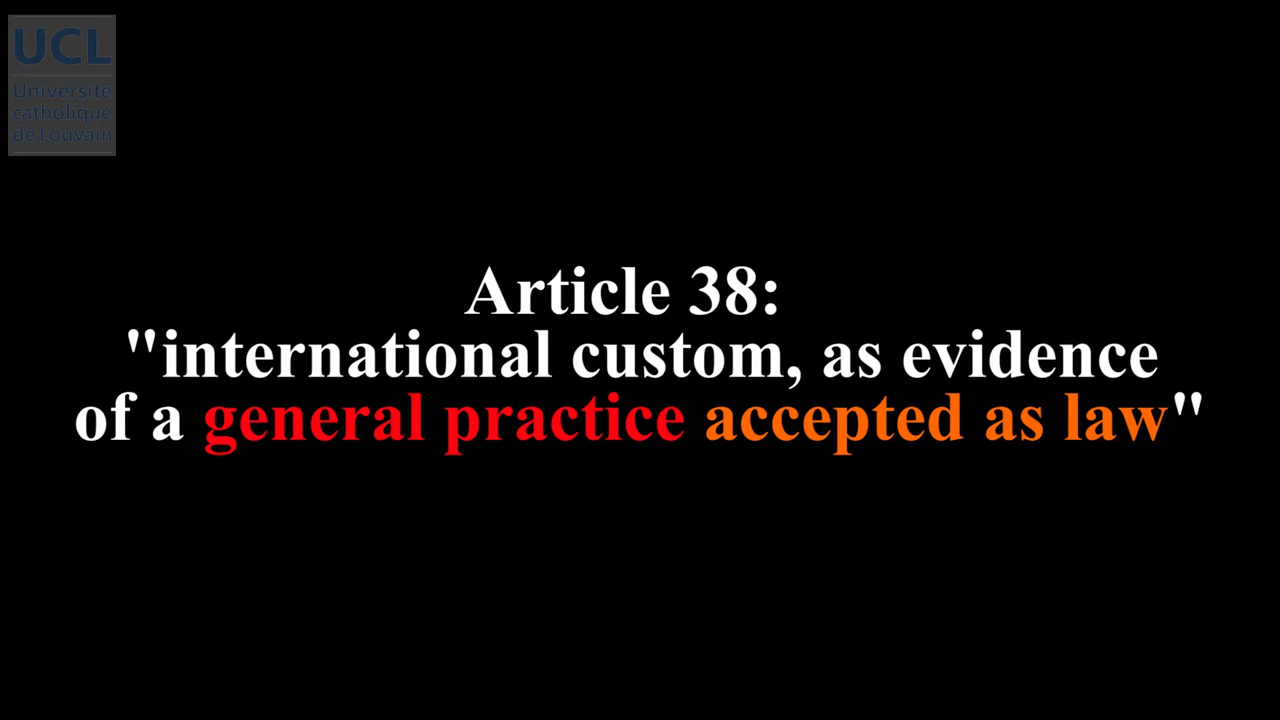 UCL
Université
catholique
de Louvain
Article 38:
"international custom, as evidence
of a general practice accepted as law"